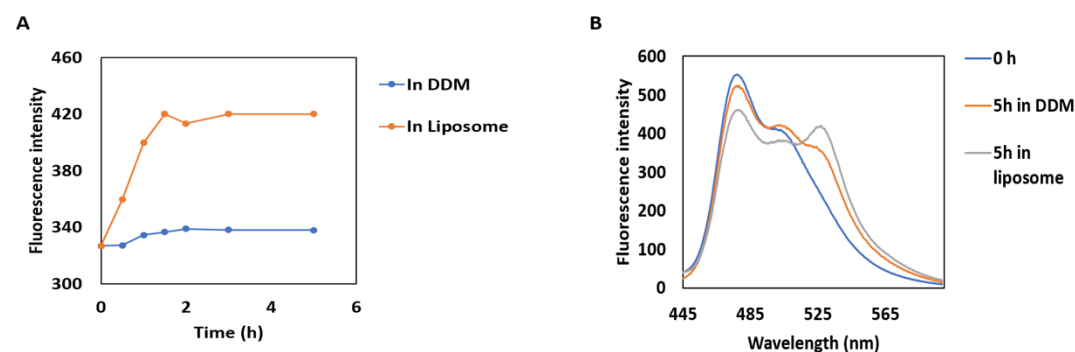 A
Fluorescence intensity
460
420
380
340
300
0
2
4
6
Time (h)
In DDM
In Liposome
B
Fluorescence intensity
600
500
400
300
200
100
0
445
485
525
565
Wavelength (nm)
0 h
5h in DDM
5h in
liposome